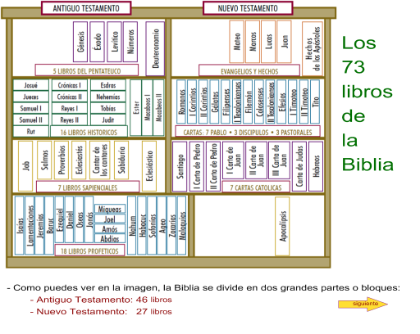 ANTIGUO TESTAMENTO
NUEVO TESTAMENTO
Génesis
Exodo
Levítico
Números
Deuteronomio
5 LIBROS DEL PENTATEUCO
Mateo
Marcos
Lucas
Juan
Hechos de los Apóstoles
EVANGELIOS Y HECHOS
Josué
Jueces
Samuel I
Samuel II
Rut
Crónicas I
Crónicas II
Reyes I
Reyes II
Esdras
Nehemías
Tobías
Judit
Ester
Macabeos I
Macabeos II
16 LIBROS HISTORICOS
Romanos
I Corintios
II Corintios
Gálatas
Filipenses
I Tesalonicenses
Filemon
Colosenses
II Tesalonicenses
Efesios
I Timoteo
II Timoteo
Tito
CARTAS: 7 PABLO + 3 DISCIPULOS + 3 PASTORALES
Job
Salmos
Proverbios
Eclesiastés
Cantar de los cantares
Sabiduría
Eclesiástico
7 LIBROS SAPIENCIALES
Santiago
I Carta de Pedro
II Carta de Pedro
I Carta de Juan
II Carta de Juan
III Carta de Juan
Carta de Judas
Hebreos
7 CARTAS CATOLICAS
Isaías
Lamentaciones
Jeremías
Baruc
Ezequiel
Daniel
Oseas
Jonás
Miqueas
Joel
Amós
Abdías
Nahum
Habacuc
Sofonías
Ageo
Zacarías
Malaquías
18 LIBROS PROFETICOS
Apocalipsis
Los
73
libros
de
la
Biblia
- Como puedes ver en la imagen, la Biblia se divide en dos grandes partes o bloques:
- Antiguo Testamento: 46 libros
- Nuevo Testamento: 27 libros
siguiente